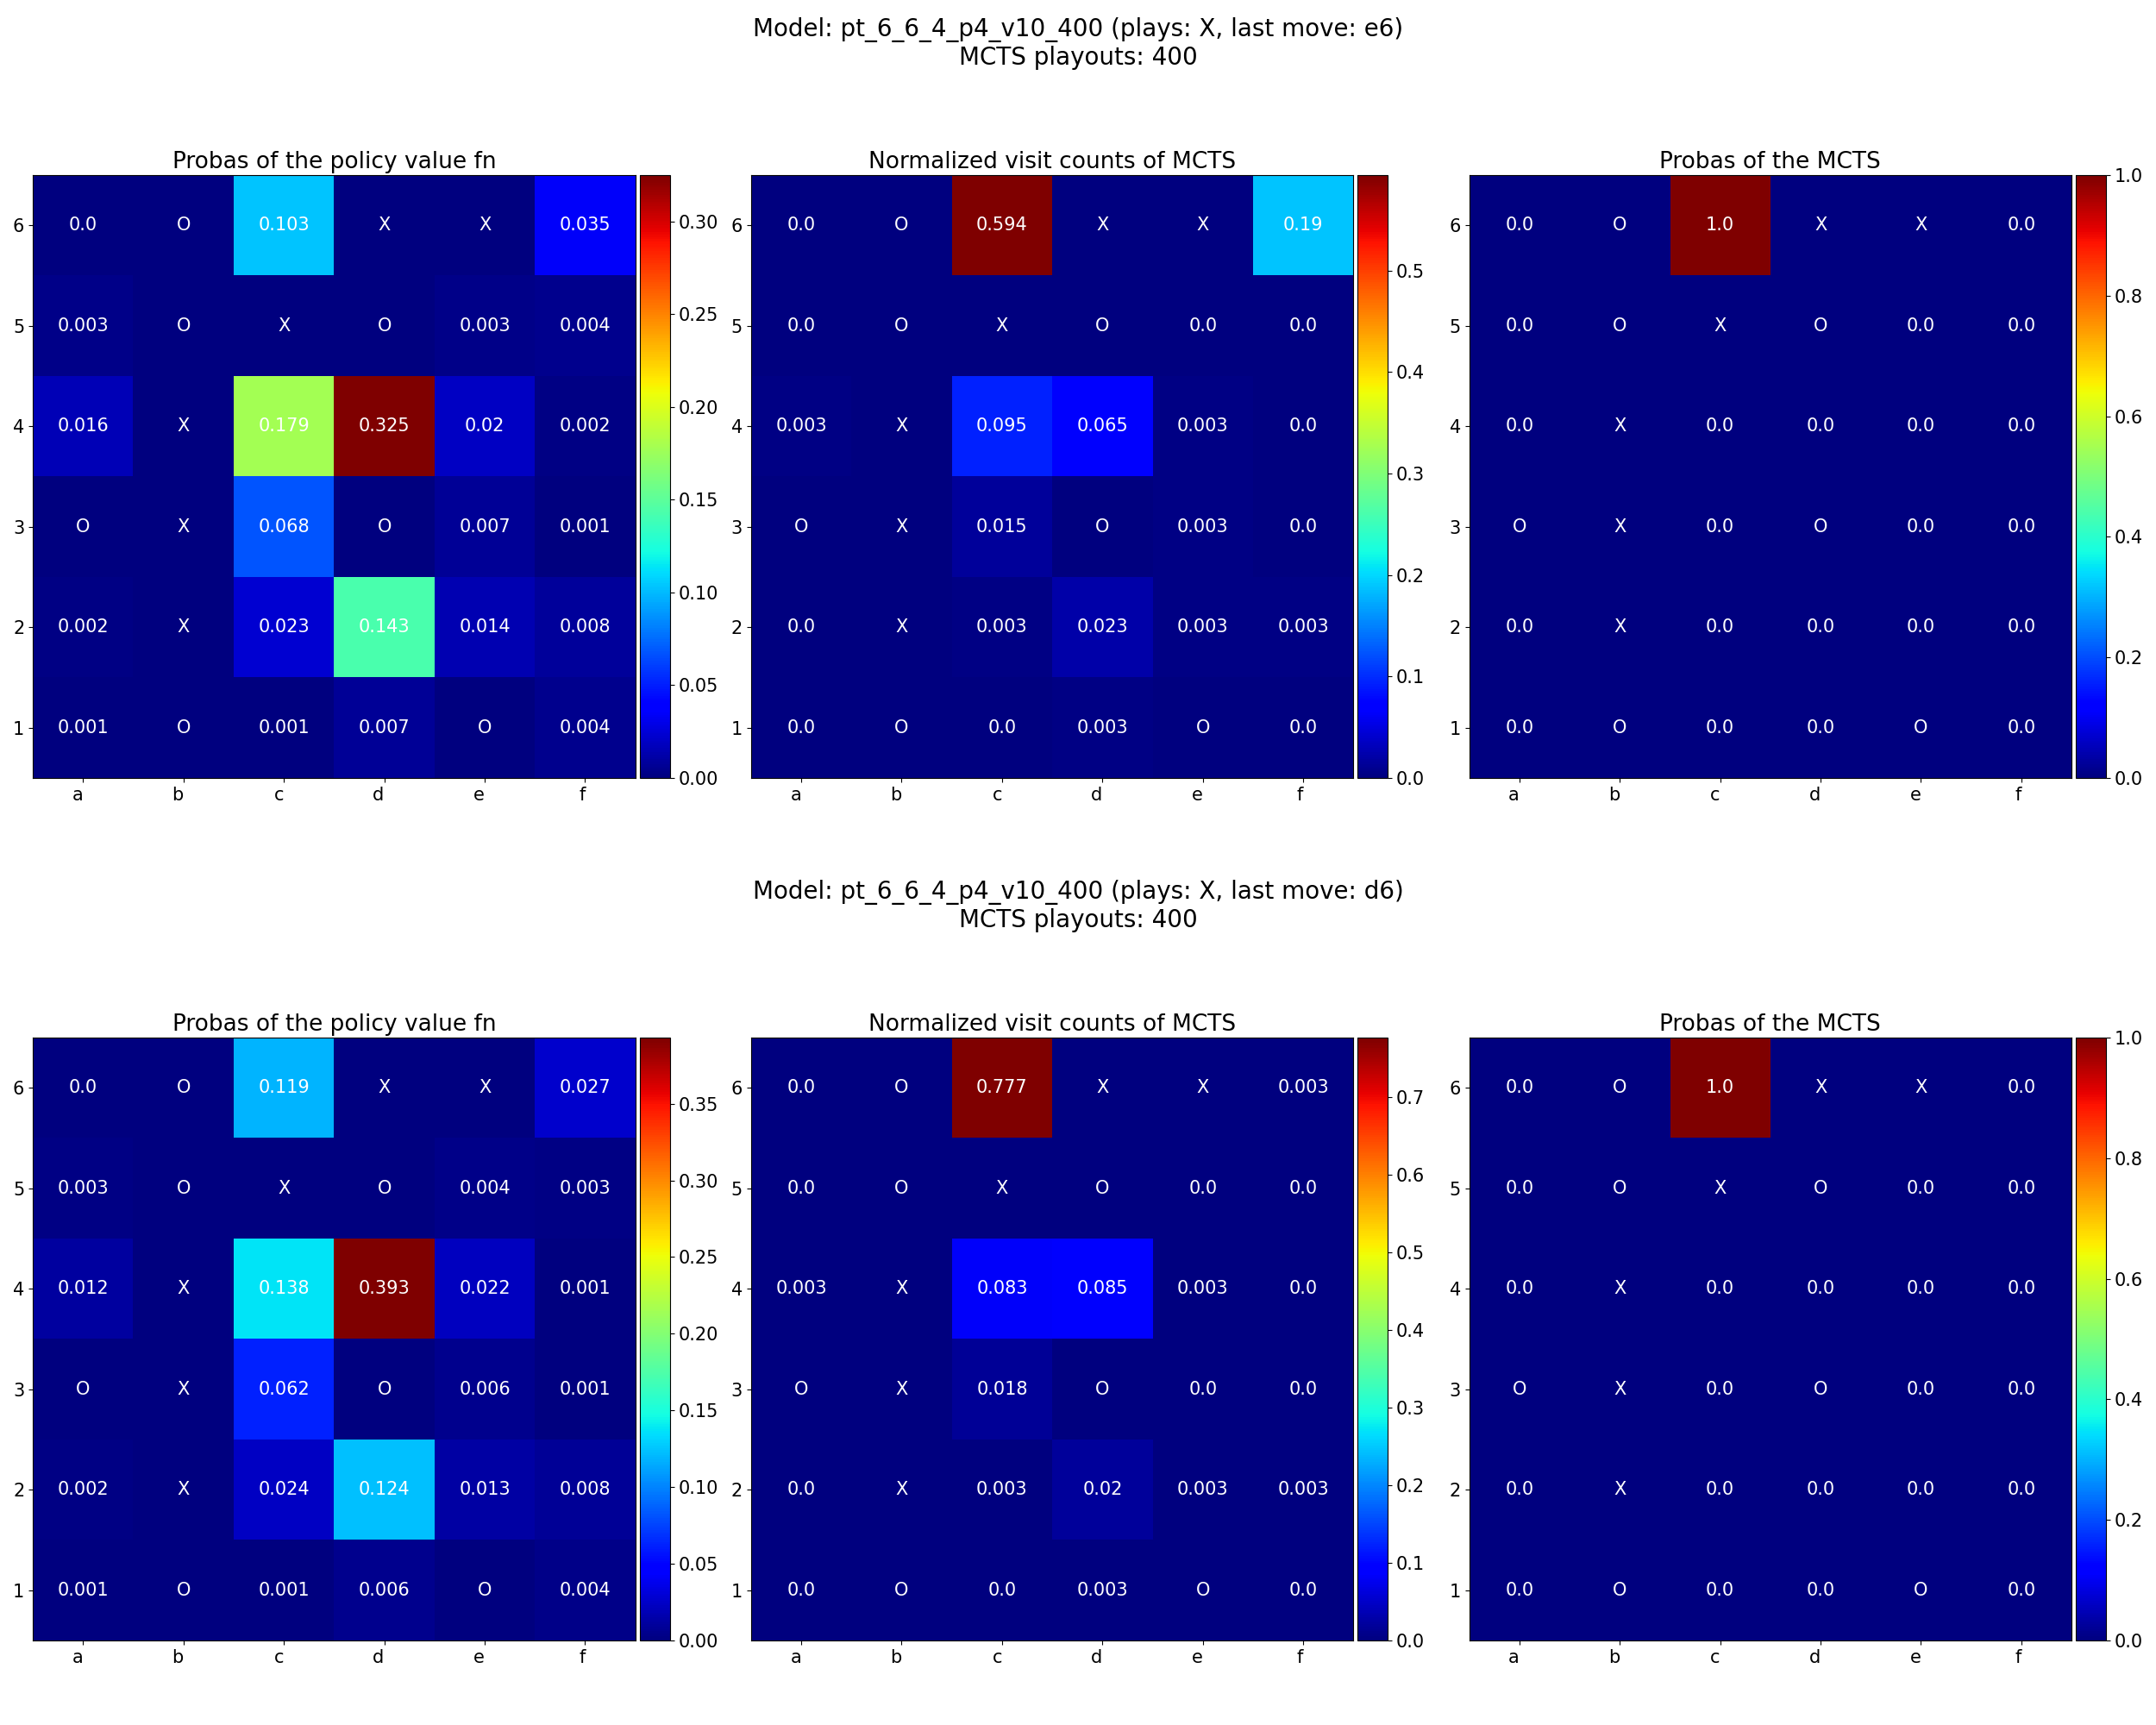 Model: pt_6_6_4_p4_v10_400 (plays: X, last move: e6)
MCTS playouts: 400
Probas of the policy value fn
6 0.0 O 0.103 X X 0.035
5 0.003 O X O 0.003 0.004
4 0.016 X 0.179 0.325 0.02 0.002
3 O X 0.068 O 0.007 0.001
2 0.002 X 0.023 0.143 0.014 0.008
1 0.001 O 0.001 0.007 O 0.004
a b c d e f
0.30
0.25
0.20
0.15
0.10
0.05
0.00
Normalized visit counts of MCTS
6 0.0 O 0.594 X X 0.19
5 0.0 O X O 0.0 0.0
4 0.003 X 0.095 0.065 0.003 0.0
3 O X 0.015 O 0.003 0.0
2 0.0 X 0.003 0.023 0.003 0.003
1 0.0 O 0.0 0.003 O 0.0
a b c d e f
0.5
0.4
0.3
0.2
0.1
0.0
Probas of the MCTS
6 0.0 O 1.0 X X 0.0
5 0.0 O X O 0.0 0.0
4 0.0 X 0.0 0.0 0.0 0.0
3 O X 0.0 O 0.0 0.0
2 0.0 X 0.0 0.0 0.0 0.0
1 0.0 O 0.0 0.0 O 0.0
a b c d e f
1.0
0.8
0.6
0.4
0.2
0.0
Model: pt_6_6_4_p4_v10_400 (plays: X, last move: d6)
MCTS playouts: 400
Probas of the policy value fn
6 0.0 O 0.119 X X 0.027
5 0.003 O X O 0.004 0.003
4 0.012 X 0.138 0.393 0.022 0.001
3 O X 0.062 O 0.006 0.001
2 0.002 X 0.024 0.124 0.013 0.008
1 0.001 O 0.001 0.006 O 0.004
a b c d e f
0.35
0.30
0.25
0.20
0.15
0.10
0.05
0.00
Normalized visit counts of MCTS
6 0.0 O 0.777 X X 0.003
5 0.0 O X O 0.0 0.0
4 0.003 X 0.083 0.085 0.003 0.0
3 O X 0.018 O 0.0 0.0
2 0.0 X 0.003 0.02 0.003 0.003
1 0.0 O 0.0 0.003 O 0.0
a b c d e f
0.7
0.6
0.5
0.4
0.3
0.2
0.1
0.0
Probas of the MCTS
6 0.0 O 1.0 X X 0.0
5 0.0 O X O 0.0 0.0
4 0.0 X 0.0 0.0 0.0 0.0
3 O X 0.0 O 0.0 0.0
2 0.0 X 0.0 0.0 0.0 0.0
1 0.0 O 0.0 0.0 O 0.0
a b c d e f
1.0
0.8
0.6
0.4
0.2
0.0